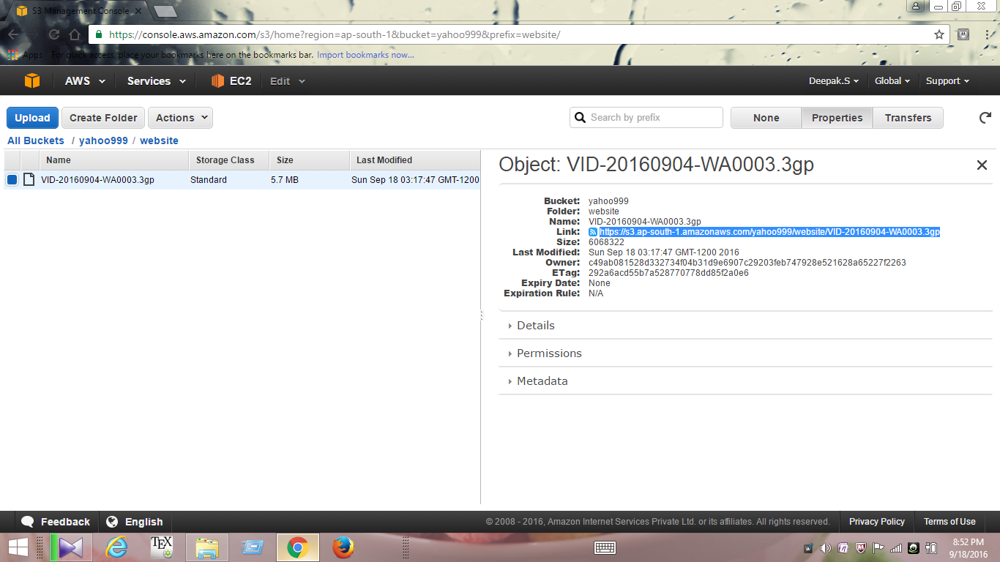 S3 Management Console
https://console.aws.amazon.com/s3/home?region=ap-south-1&bucket=yahoo999&prefix=website/
Apps For quick access, place your bookmarks here on the bookmarks bar. Import bookmarks now...
AWS Services EC2 Edit Deepak.S Global Support
Upload Create Folder Actions Search by prefix None Properties Transfers
All Buckets / yahoo999 / website
Name Storage Class Size Last Modified
VID-20160904-WA0003.3gp Standard 5.7 MB Sun Sep 18 03:17:47 GMT-1200
Object: VID-20160904-WA0003.3gp
Bucket: yahoo999
Folder: website
Name: VID-20160904-WA0003.3gp
Link: https://s3.ap-south-1.amazonaws.com/yahoo999/website/VID-20160904-WA0003.3gp
Size: 6068322
Last Modified: Sun Sep 18 03:17:47 GMT-1200 2016
Owner: c49ab081528d332734f04b31d9e6907c29203feb747928e521628a65227f2263
ETag: 292a6acd55b7a528770778dd85f2a0e6
Expiry Date: None
Expiration Rule: N/A
Details
Permissions
Metadata
Feedback English © 2008 - 2016, Amazon Internet Services Private Ltd. or its affiliates. All rights reserved. Privacy Policy Terms of Use
TEX
8:52 PM
9/18/2016